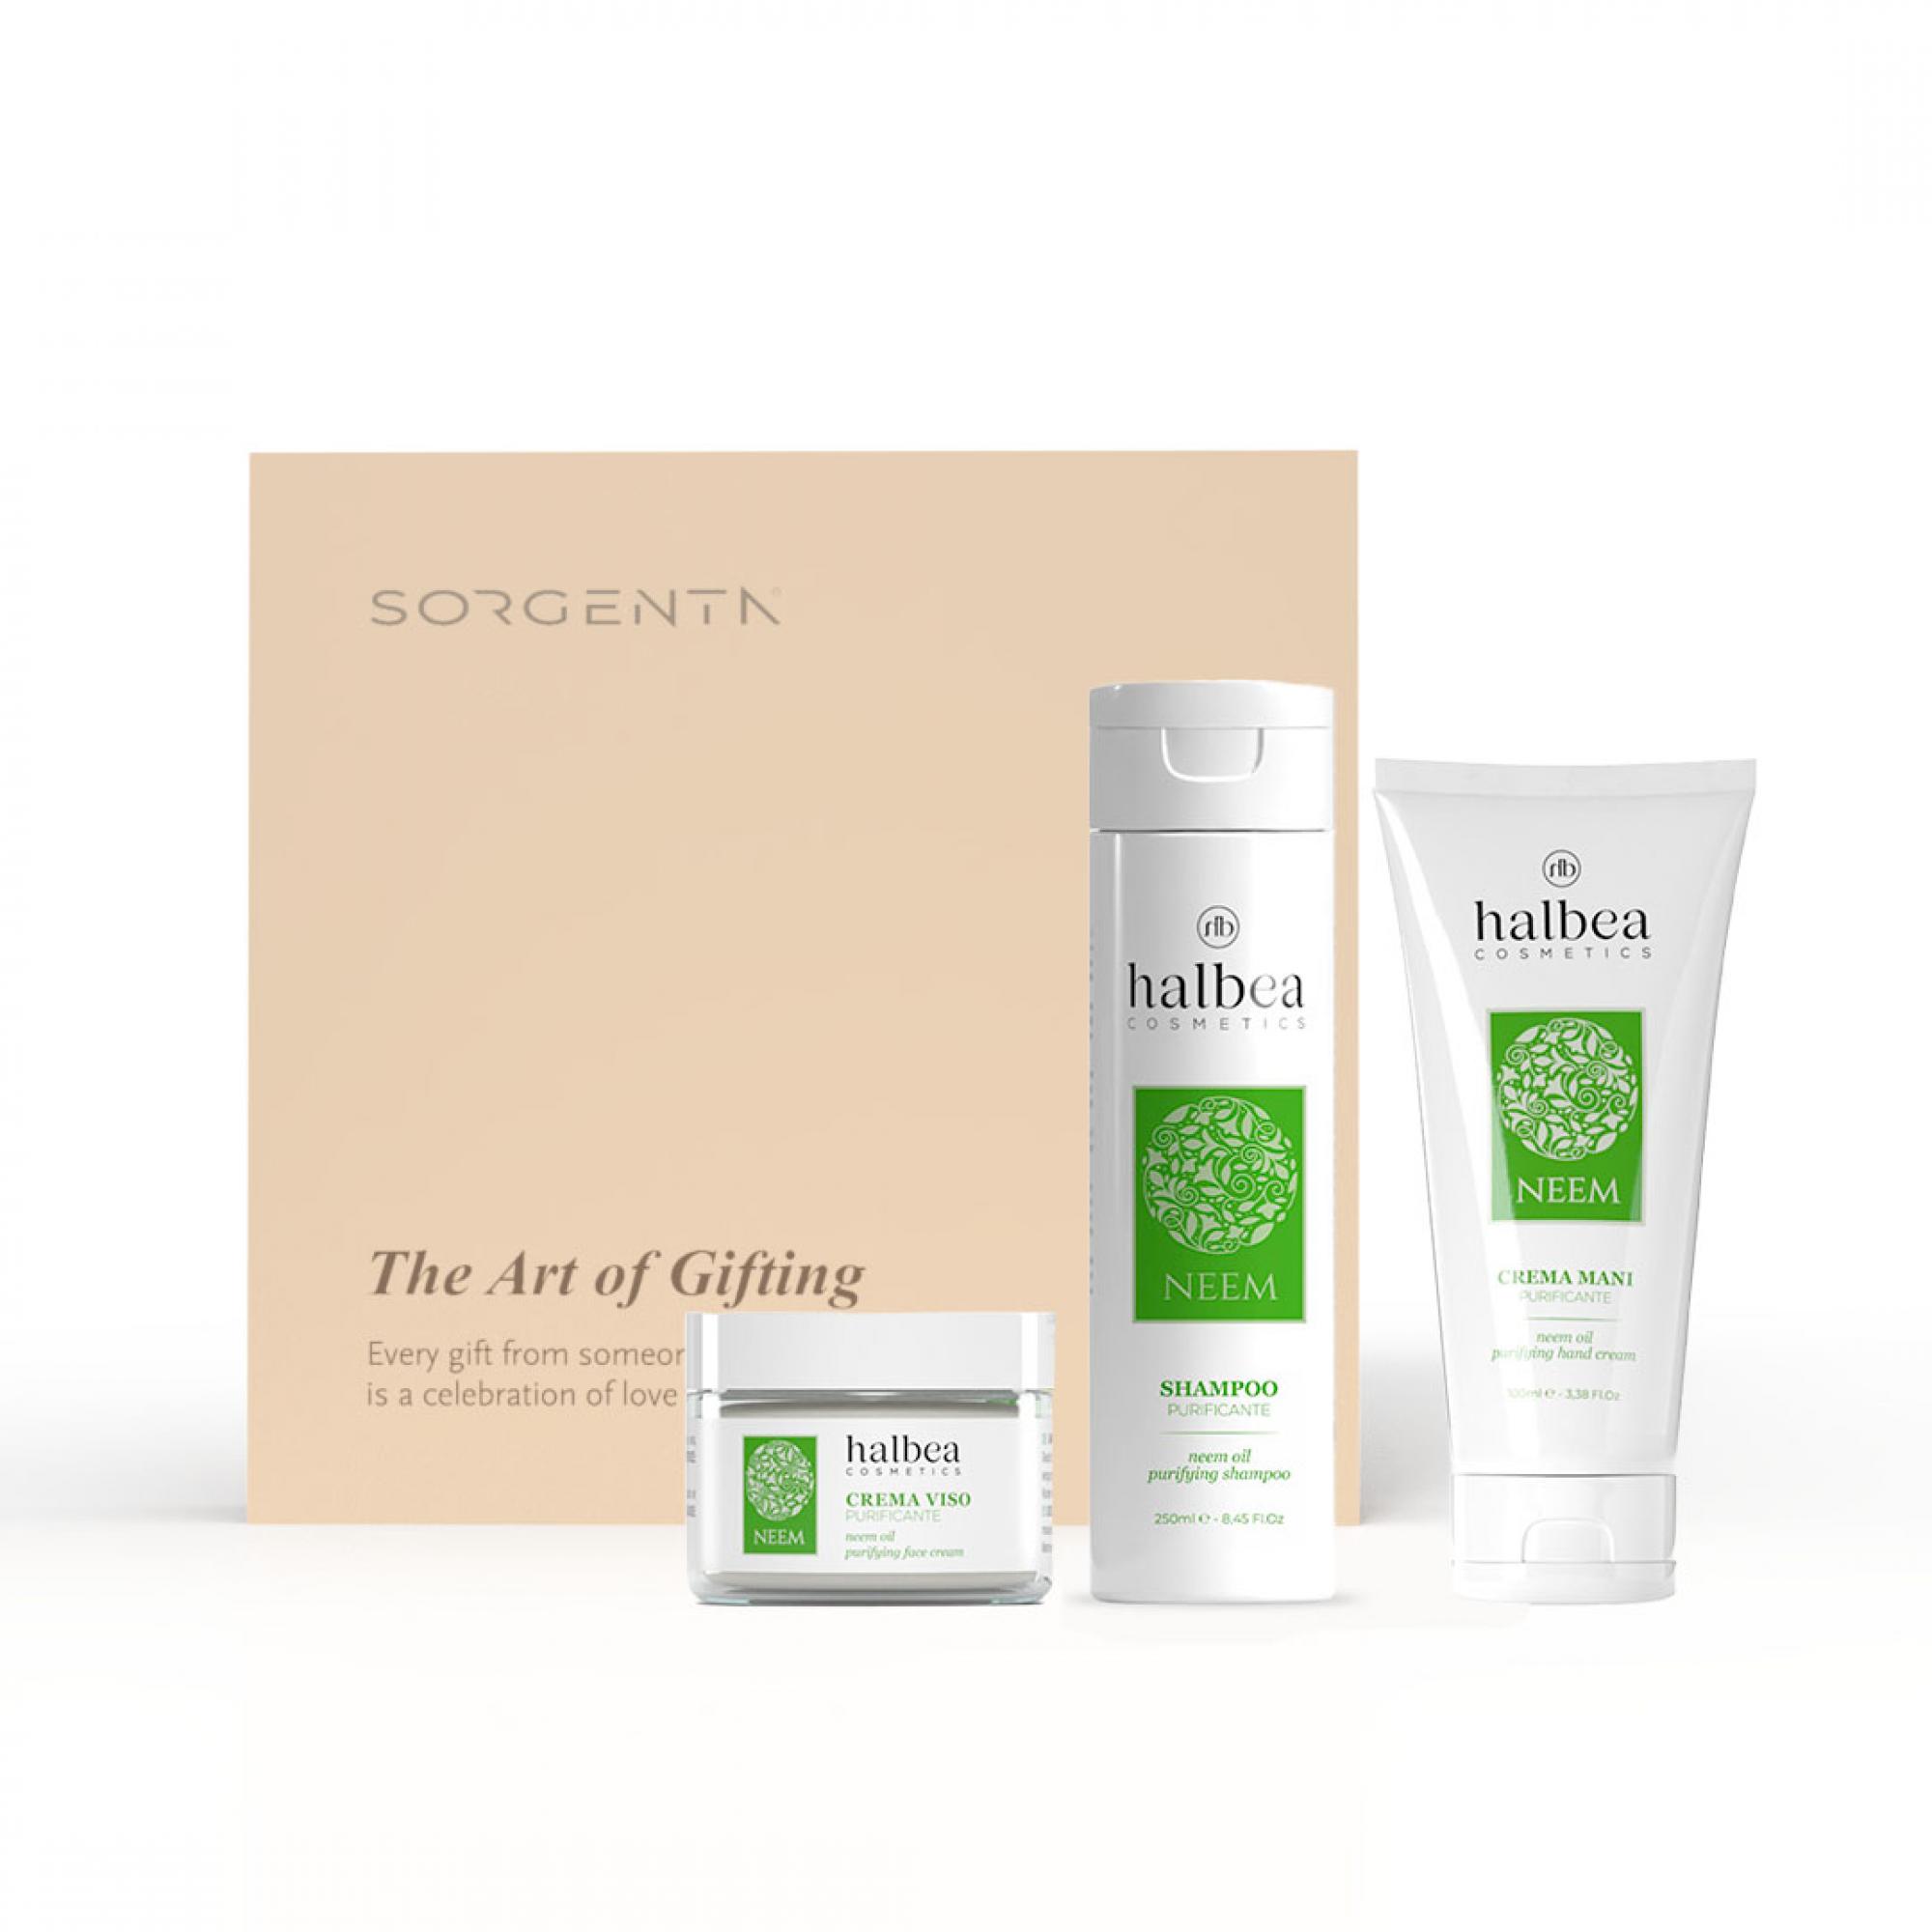 SORGENTA®
The Art of Gifting
Every gift from
is a celebration of love
halbea
COSMETICS
NEEM
CREMA VISO
PURIFICANTE
neem oil
purifying face cream
hb
halbea
COSMETICS
NEEM
SHAMPOO
PURIFICANTE
neem oil
purifying shampoo
250ml ℮ - 8,45 Fl.Oz
hb
halbea
COSMETICS
NEEM
CREMA MANI
PURIFICANTE
neem oil
purifying hand cream
100ml ℮ - 3,38 Fl.Oz